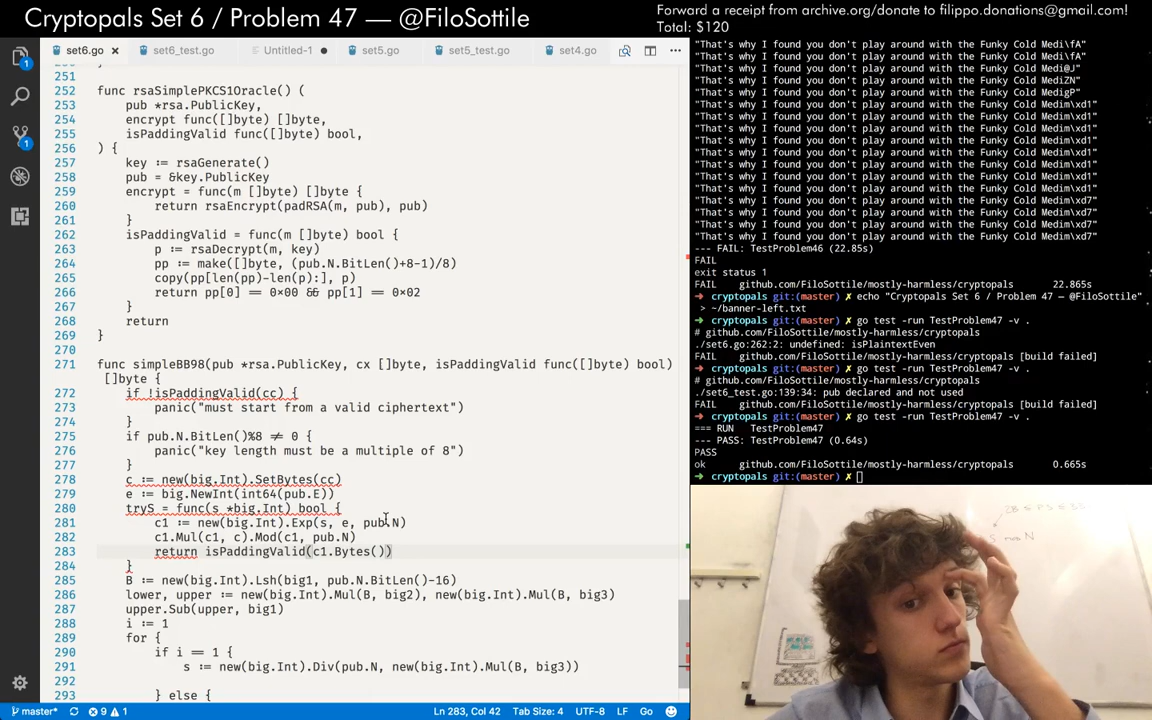 Cryptopals Set 6 / Problem 47 — @FiloSottile
Forward a receipt from archive.org/donate to filippo.donations@gmail.com!
Total: $120
set6.go
set6_test.go
Untitled-1
set5.go
set5_test.go
set4.go
251
252 func rsaSimplePKCS1Oracle() (
253 pub *rsa.PublicKey,
254 encrypt func([]byte) []byte,
255 isPaddingValid func([]byte) bool,
256 ) {
257 key := rsaGenerate()
258 pub = &key.PublicKey
259 encrypt = func(m []byte) []byte {
260 return rsaEncrypt(padRSA(m, pub), pub)
261 }
262 isPaddingValid = func(m []byte) bool {
263 p := rsaDecrypt(m, key)
264 pp := make([]byte, (pub.N.BitLen()+8-1)/8)
265 copy(pp[len(pp)-len(p):], p)
266 return pp[0] == 0x00 && pp[1] == 0x02
267 }
268 return
269 }
270
271 func simpleBB98(pub *rsa.PublicKey, cx []byte, isPaddingValid func([]byte) bool)
[]byte {
272 if !isPaddingValid(cc) {
273 panic("must start from a valid ciphertext")
274 }
275 if pub.N.BitLen()%8 != 0 {
276 panic("key length must be a multiple of 8")
277 }
278 c := new(big.Int).SetBytes(cc)
279 e := big.NewInt(int64(pub.E))
280 tryS = func(s *big.Int) bool {
281 c1 := new(big.Int).Exp(s, e, pub.N)
282 c1.Mul(c1, c).Mod(c1, pub.N)
283 return isPaddingValid(c1.Bytes())
284 }
285 B := new(big.Int).Lsh(big1, pub.N.BitLen()-16)
286 lower, upper := new(big.Int).Mul(B, big2), new(big.Int).Mul(B, big3)
287 upper.Sub(upper, big1)
288 i := 1
289 for {
290 if i == 1 {
291 s := new(big.Int).Div(pub.N, new(big.Int).Mul(B, big3))
292
293 } else {
master*
9 1
Ln 283, Col 42
Tab Size: 4
UTF-8
LF
Go
"That's why I found you don't play around with the Funky Cold Medi\fA"
"That's why I found you don't play around with the Funky Cold Medi\fA"
"That's why I found you don't play around with the Funky Cold Medi@J"
"That's why I found you don't play around with the Funky Cold MediZN"
"That's why I found you don't play around with the Funky Cold MedigP"
"That's why I found you don't play around with the Funky Cold Medim\xd1"
"That's why I found you don't play around with the Funky Cold Medim\xd1"
"That's why I found you don't play around with the Funky Cold Medim\xd1"
"That's why I found you don't play around with the Funky Cold Medim\xd1"
"That's why I found you don't play around with the Funky Cold Medim\xd1"
"That's why I found you don't play around with the Funky Cold Medim\xd1"
"That's why I found you don't play around with the Funky Cold Medim\xd1"
"That's why I found you don't play around with the Funky Cold Medim\xd1"
"That's why I found you don't play around with the Funky Cold Medim\xd7"
"That's why I found you don't play around with the Funky Cold Medim\xd7"
"That's why I found you don't play around with the Funky Cold Medim\xd7"
"That's why I found you don't play around with the Funky Cold Medim\xd7"
--- FAIL: TestProblem46 (22.85s)
FAIL
exit status 1
FAIL github.com/FiloSottile/mostly-harmless/cryptopals 22.865s
➜ cryptopals git:(master) ✗ echo "Cryptopals Set 6 / Problem 47 — @FiloSottile"
> ~/banner-left.txt
➜ cryptopals git:(master) ✗ go test -run TestProblem47 -v .
# github.com/FiloSottile/mostly-harmless/cryptopals
./set6.go:262:2: undefined: isPlaintextEven
FAIL github.com/FiloSottile/mostly-harmless/cryptopals [build failed]
➜ cryptopals git:(master) ✗ go test -run TestProblem47 -v .
# github.com/FiloSottile/mostly-harmless/cryptopals
./set6_test.go:139:34: pub declared and not used
FAIL github.com/FiloSottile/mostly-harmless/cryptopals [build failed]
➜ cryptopals git:(master) ✗ go test -run TestProblem47 -v .
=== RUN TestProblem47
--- PASS: TestProblem47 (0.64s)
PASS
ok github.com/FiloSottile/mostly-harmless/cryptopals 0.665s
➜ cryptopals git:(master) ✗